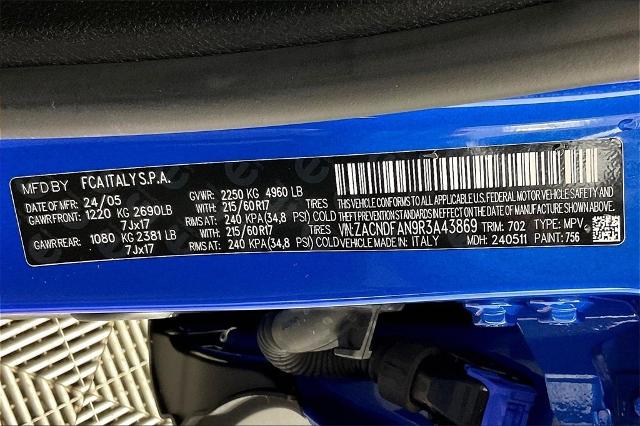 MFD BY FCA ITALY S.P.A.
DATE OF MFR: 24/05 GVWR: 2250 KG 4960 LB
GAWR FRONT: 1220 KG 2690LB WITH: 215/60R17 TIRES
7Jx17 RIMS AT: 240 KPA (34,8 PSI) COLD
GAWR REAR: 1080 KG 2381 LB WITH: 215/60R17 TIRES
7Jx17 RIMS AT: 240 KPA (34,8 PSI) COLD
THIS VEHICLE CONFORMS TO ALL APPLICABLE U.S. FEDERAL MOTOR VEHICLE SAFETY AND
THEFT PREVENTION STANDARDS IN EFFECT ON THE DATE OF MANUFACTURE SHOWN ABOVE.
VIN: ZACNDFAN9R3A43869 TRIM: 702 TYPE: MPV
VEHICLE MADE IN: ITALY MDH: 240511 PAINT: 756